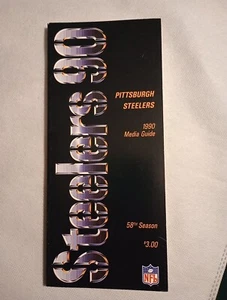 Steelers 90
PITTSBURGH
STEELERS
1990
Media Guide
58th Season
$3.00
NFL